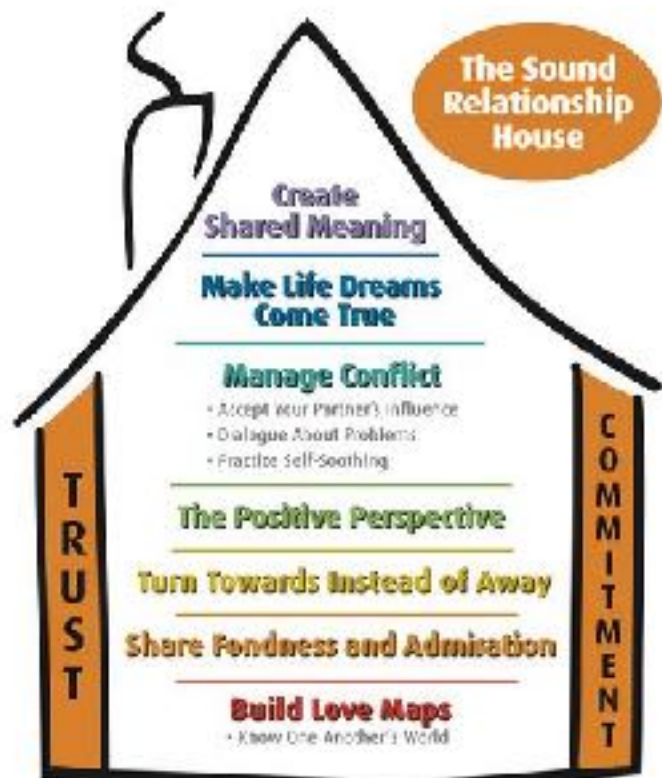 The Sound
Relationship
House
Create
Shared Meaning
Make Life Dreams
Come True
Manage Conflict
• Accept Your Partner's Influence
• Dialogue About Problems
• Practice Self-Soothing
The Positive Perspective
Turn Towards Instead of Away
Share Fondness and Admiration
Build Love Maps
• Know One Another's World
TRUST
COMMITMENT